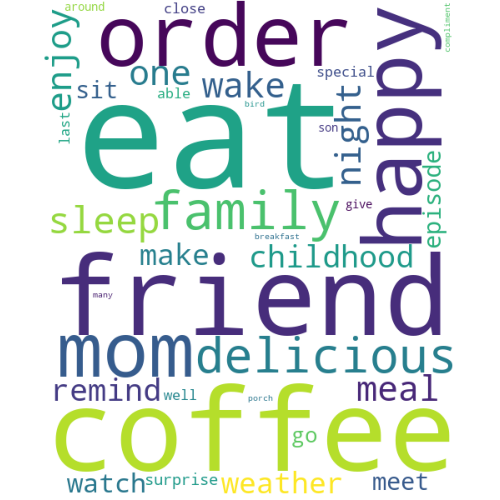 around
close
compliment
enjoy
order
happy
one
wake
special
sit
able
bird
night
last
eat
son
episode
family
give
sleep
breakfast
make
childhood
friend
many
mom
delicious
remind
meal
well
porch
coffee
go
watch
surprise
weather
meet